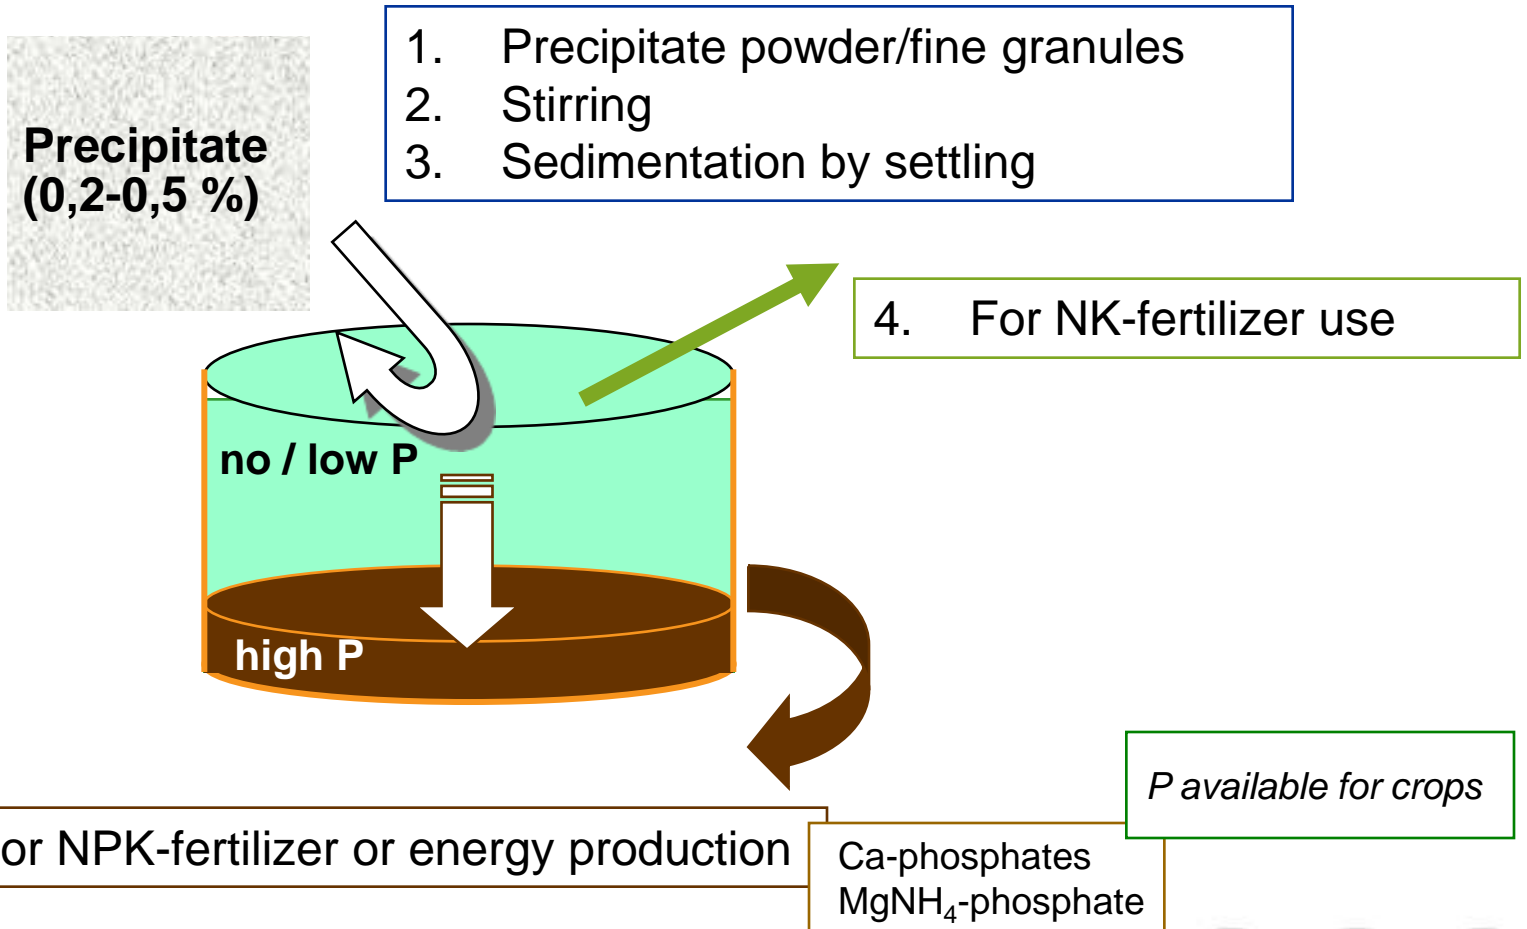 Precipitate
(0,2-0,5 %)
1. Precipitate powder/fine granules
2. Stirring
3. Sedimentation by settling
4. For NK-fertilizer use
no / low P
high P
or NPK-fertilizer or energy production
P available for crops
Ca-phosphates
MgNH₄-phosphate